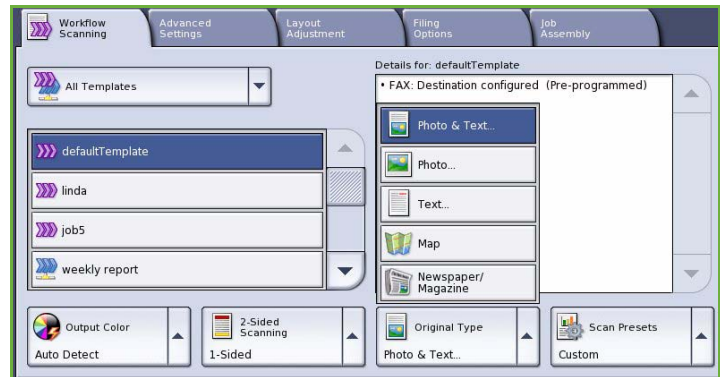 Workflow
Scanning
Advanced
Settings
Layout
Adjustment
Filing
Options
Job
Assembly
All Templates
defaultTemplate
linda
job5
weekly report
Details for: defaultTemplate
• FAX: Destination configured (Pre-programmed)
Photo & Text...
Photo...
Text...
Map
Newspaper/
Magazine
Output Color
Auto Detect
2-Sided
Scanning
1-Sided
Original Type
Photo & Text...
Scan Presets
Custom